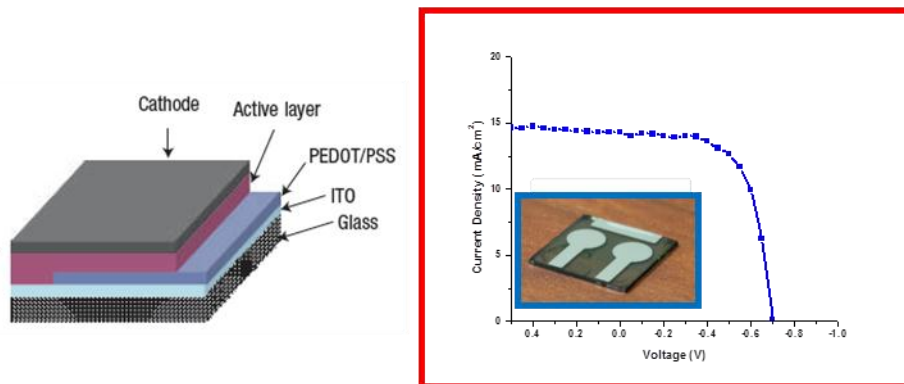 Cathode
Active layer
PEDOT/PSS
ITO
Glass
20
15
10
5
0
Current Density ( mA/cm²)
0.4 0.2 0.0 -0.2 -0.4 -0.6 -0.8 -1.0
Voltage (V)